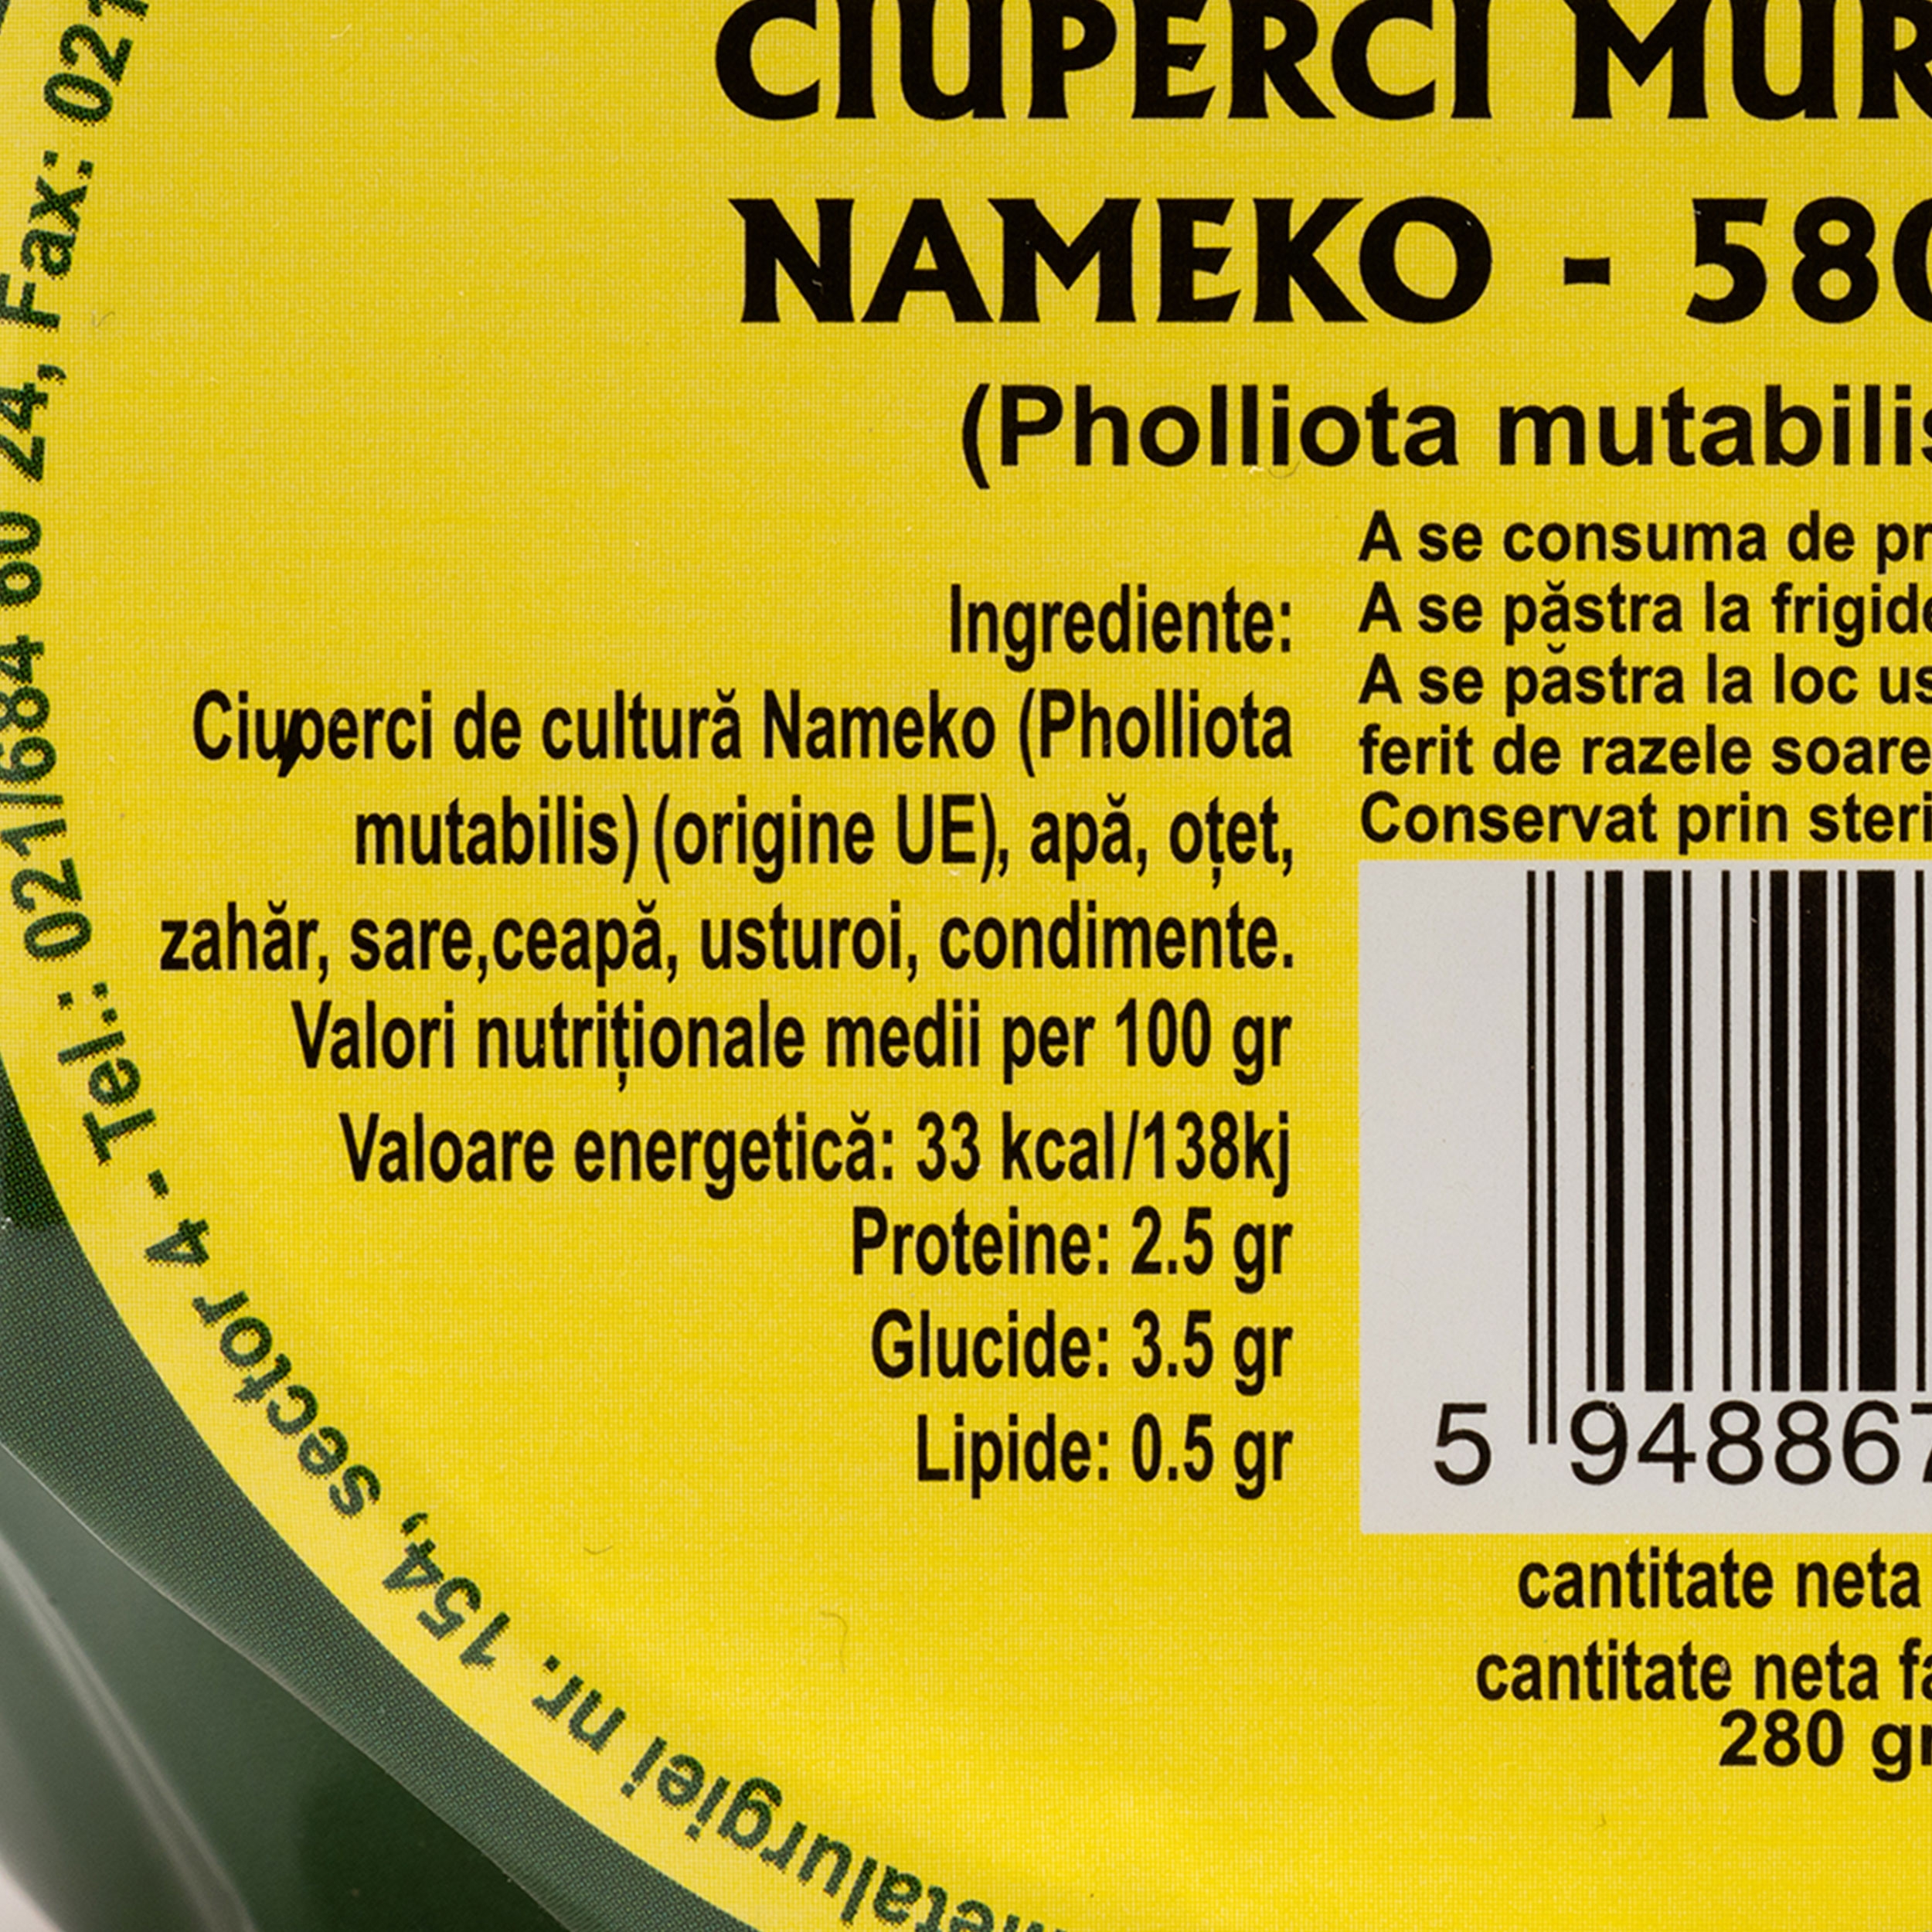 CIUPERCI MUR
NAMEKO - 580
(Pholliota mutabilis
Ingrediente:
Ciuperci de cultură Nameko (Pholliota
mutabilis) (origine UE), apă, oțet,
zahăr, sare,ceapă, usturoi, condimente.
Valori nutriționale medii per 100 gr
Valoare energetică: 33 kcal/138kj
Proteine: 2.5 gr
Glucide: 3.5 gr
Lipide: 0.5 gr
A se consuma de pr
A se păstra la frigid
A se păstra la loc us
ferit de razele soare
Conservat prin steri
5 948867
cantitate neta
cantitate neta fa
280 gr
etalurgiei nr. 154, sector 4 - Tel.: 021/684 60 24, Fax: 021